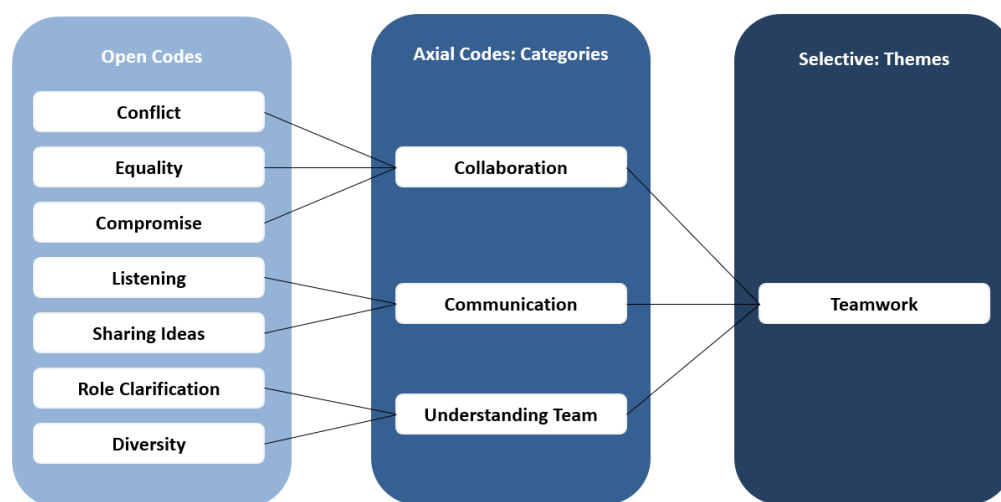 Open Codes
Conflict
Equality
Compromise
Listening
Sharing Ideas
Role Clarification
Diversity
Axial Codes: Categories
Collaboration
Communication
Understanding Team
Selective: Themes
Teamwork